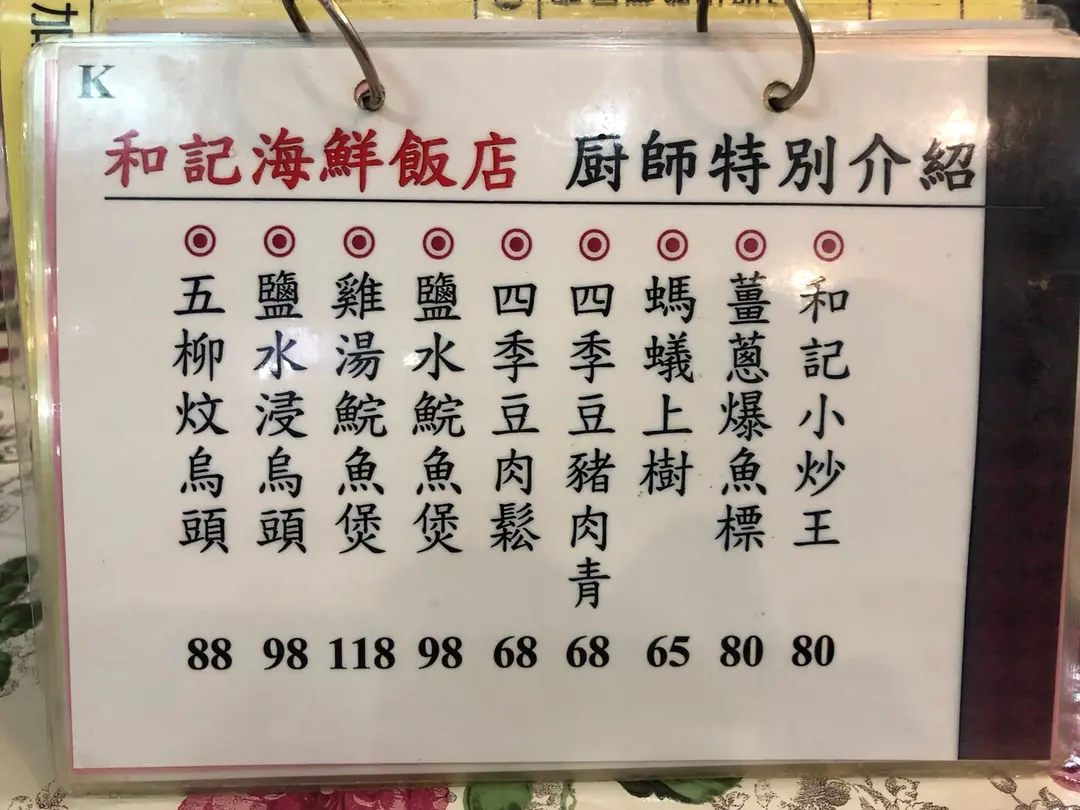 K
和記海鮮飯店 廚師特別介紹
和記小炒王 80
薑蔥爆魚標 80
螞蟻上樹 65
四季豆豬肉青 68
四季豆肉鬆 68
鹽水鯇魚煲 98
雞湯鯇魚煲 118
鹽水浸烏頭 98
五柳炆烏頭 88